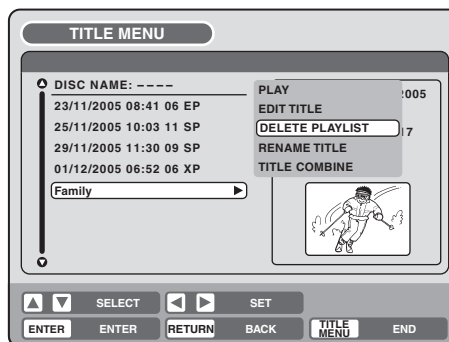 TITLE MENU
DISC NAME: – – – –
23/11/2005 08:41 06 EP
25/11/2005 10:03 11 SP
29/11/2005 11:30 09 SP
01/12/2005 06:52 06 XP
Family
PLAY
EDIT TITLE
DELETE PLAYLIST
RENAME TITLE
TITLE COMBINE
2005
17
SELECT
SET
ENTER ENTER
RETURN BACK
TITLE MENU END